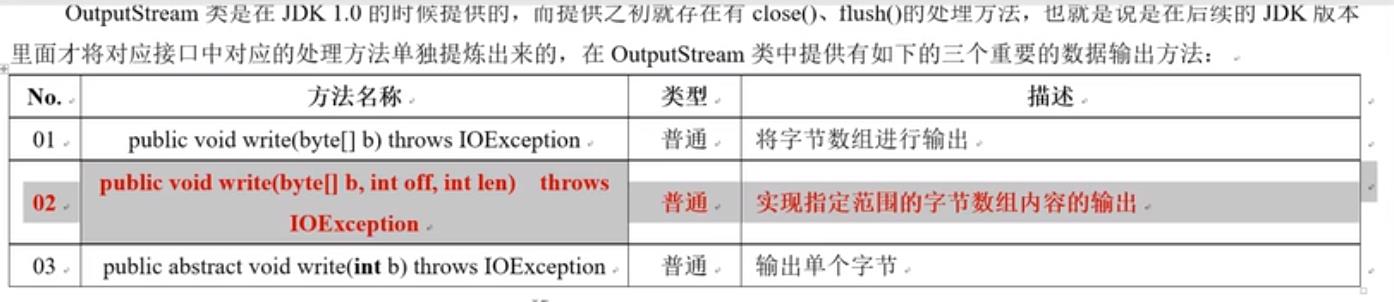 OutputStream 类是在 JDK 1.0 的时候提供的，而提供之初就存在有 close()、flush()的处理方法，也就是说是在后续的 JDK 版本
里面才将对应接口中对应的处理方法单独提炼出来的，在 OutputStream 类中提供有如下的三个重要的数据输出方法：
No. 方法名称 类型 描述
01 public void write(byte[] b) throws IOException 普通 将字节数组进行输出
02 public void write(byte[] b, int off, int len) throws 普通 实现指定范围的字节数组内容的输出
IOException
03 public abstract void write(int b) throws IOException 普通 输出单个字节